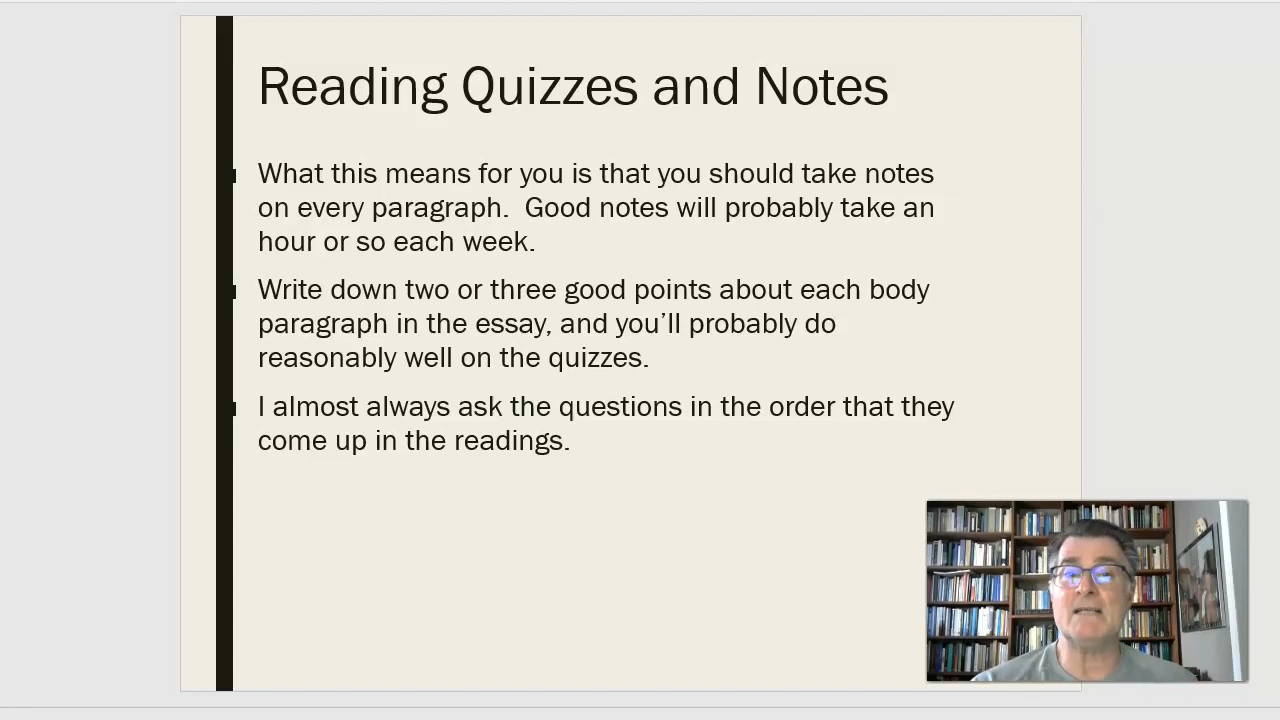 Reading Quizzes and Notes
What this means for you is that you should take notes
on every paragraph.  Good notes will probably take an
hour or so each week.
Write down two or three good points about each body
paragraph in the essay, and you’ll probably do
reasonably well on the quizzes.
I almost always ask the questions in the order that they
come up in the readings.